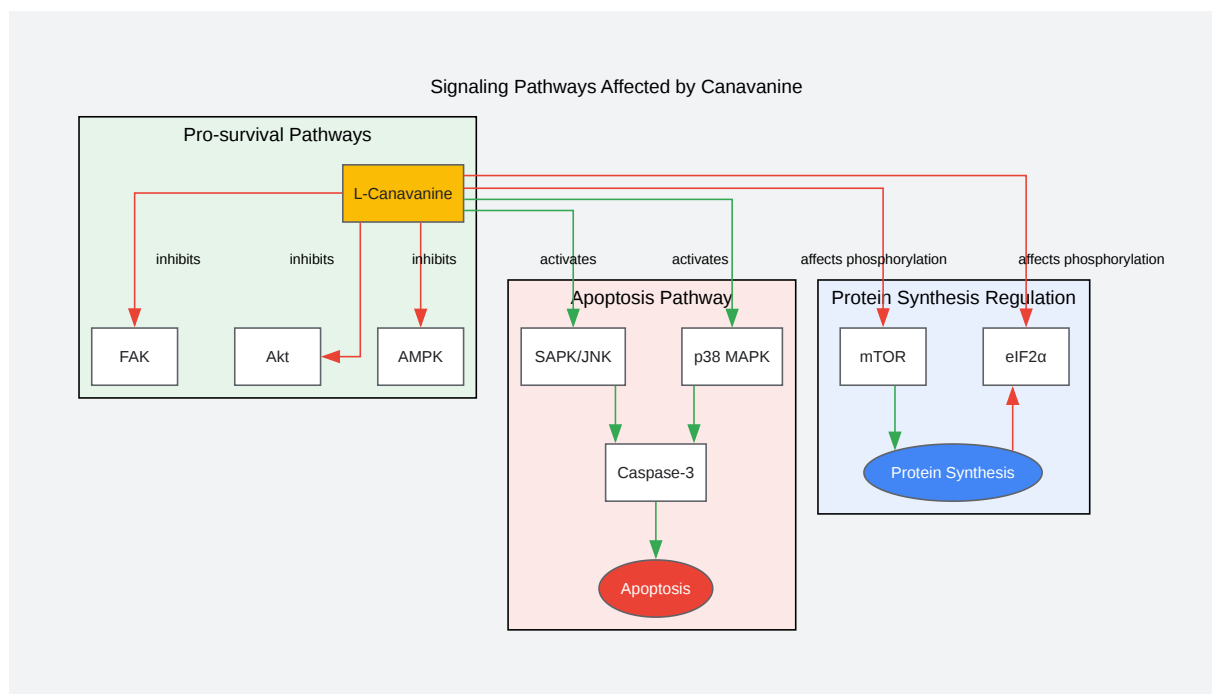 Signaling Pathways Affected by Canavanine
Pro-survival Pathways
L-Canavanine
inhibits
inhibits
inhibits
activates
activates
affects phosphorylation
affects phosphorylation
Apoptosis Pathway
Protein Synthesis Regulation
FAK
Akt
AMPK
SAPK/JNK
p38 MAPK
mTOR
eIF2α
Caspase-3
Protein Synthesis
Apoptosis